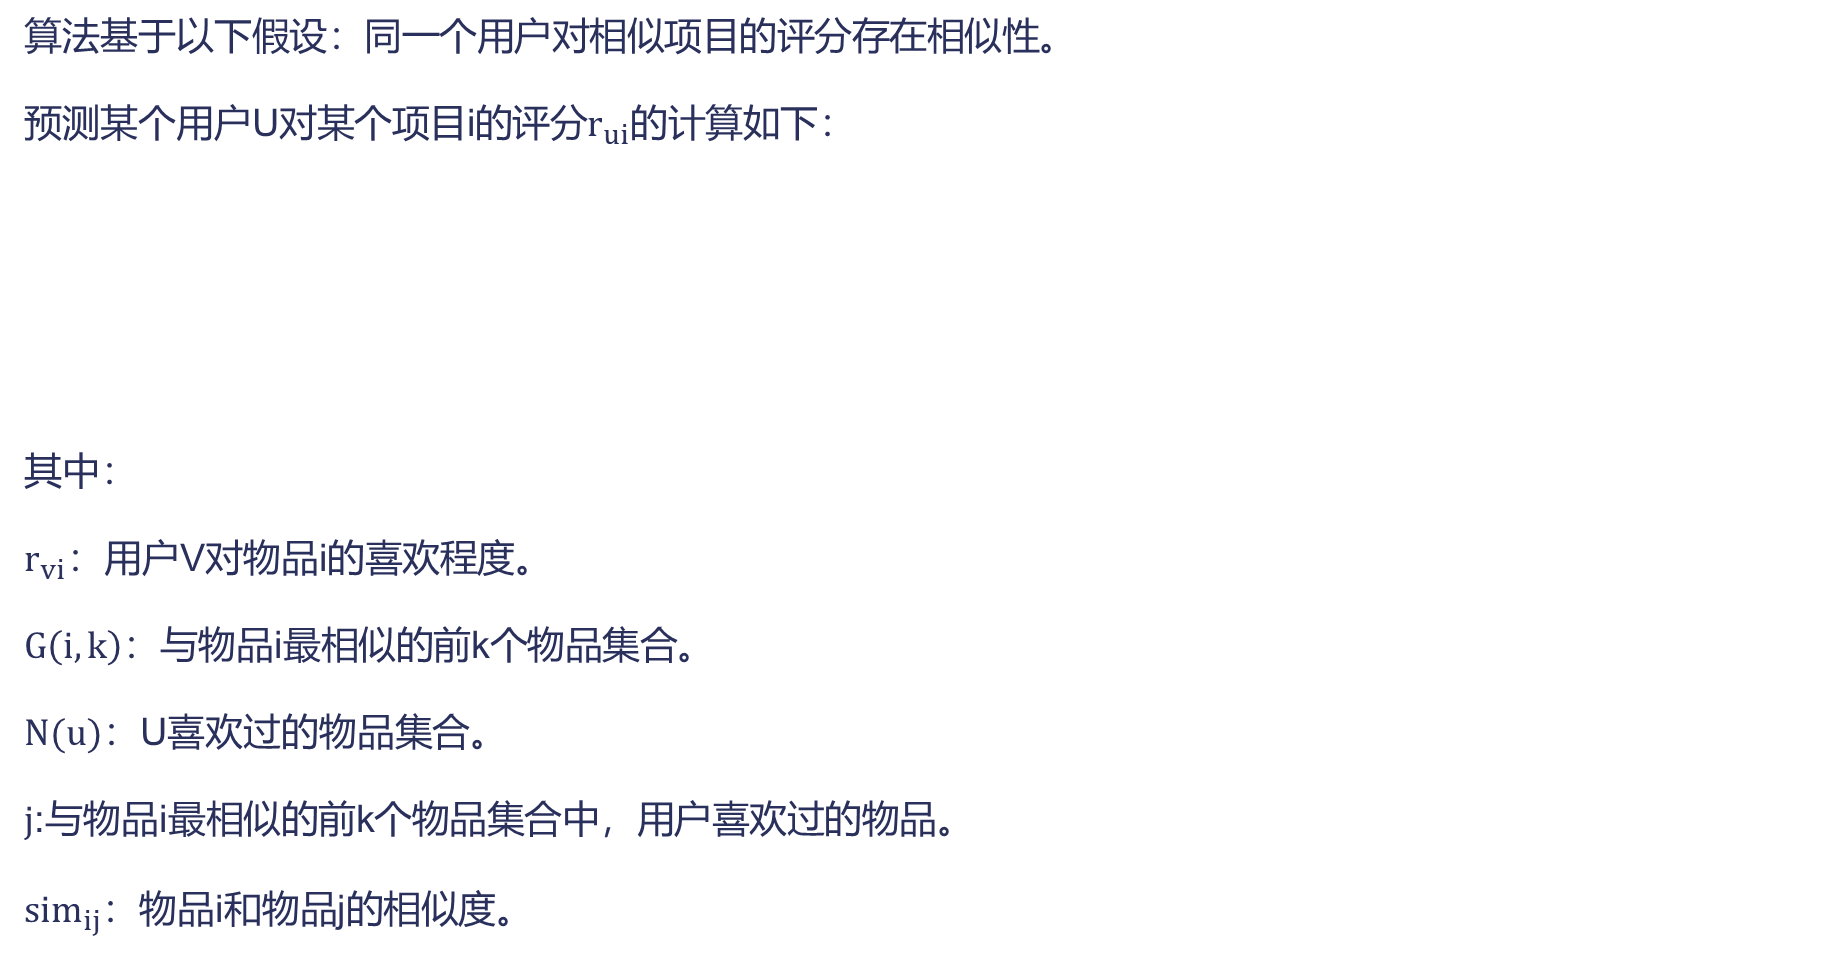 算法基于以下假设：同一个用户对相似项目的评分存在相似性。
预测某个用户U对某个项目i的评分r_ui的计算如下：
其中：
r_vi：用户V对物品i的喜欢程度。
G(i,k)：与物品i最相似的前k个物品集合。
N(u)：U喜欢过的物品集合。
j:与物品i最相似的前k个物品集合中，用户喜欢过的物品。
sim_ij：物品i和物品j的相似度。